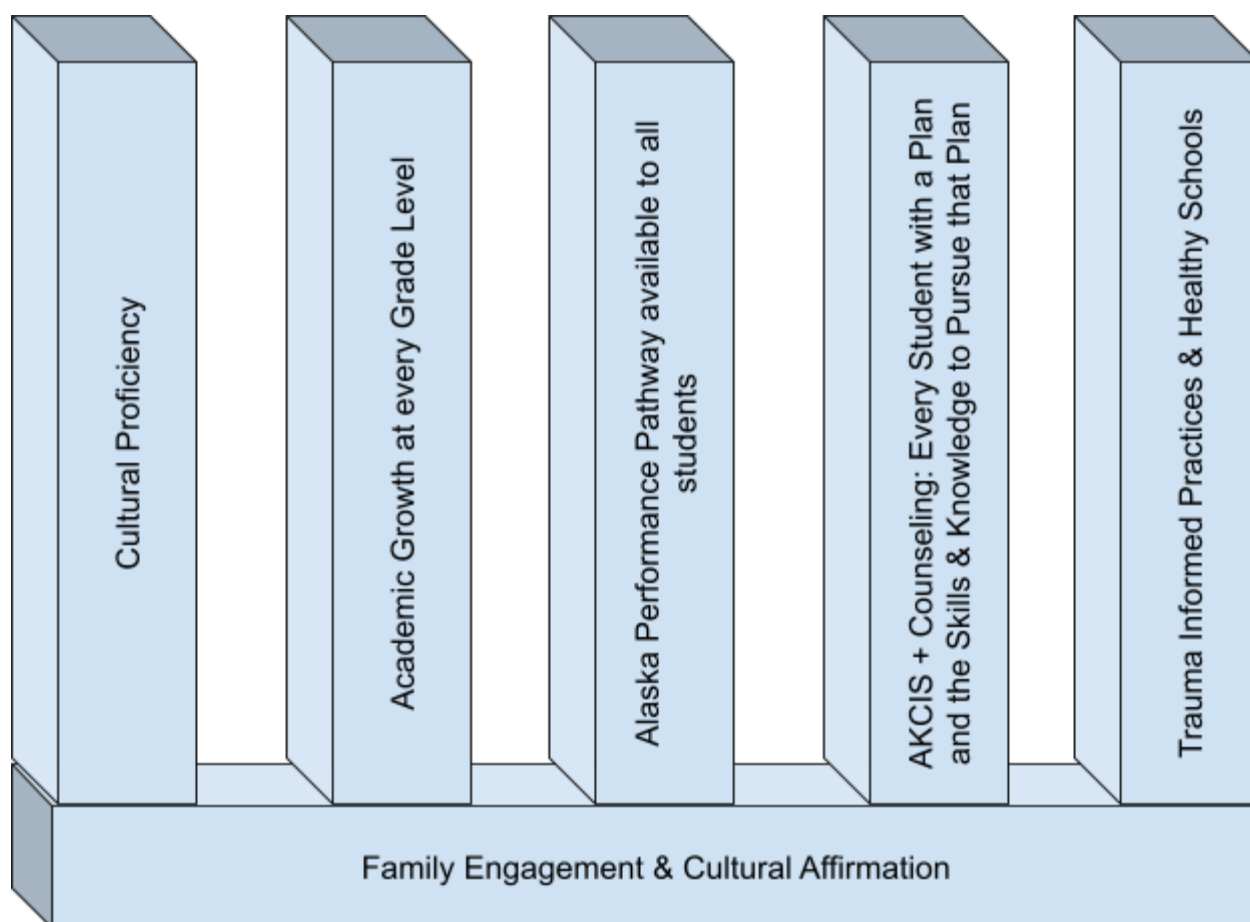 Cultural Proficiency
Academic Growth at every Grade Level
Alaska Performance Pathway available to all
students
AKCIS + Counseling: Every Student with a Plan
and the Skills & Knowledge to Pursue that Plan
Trauma Informed Practices & Healthy Schools
Family Engagement & Cultural Affirmation